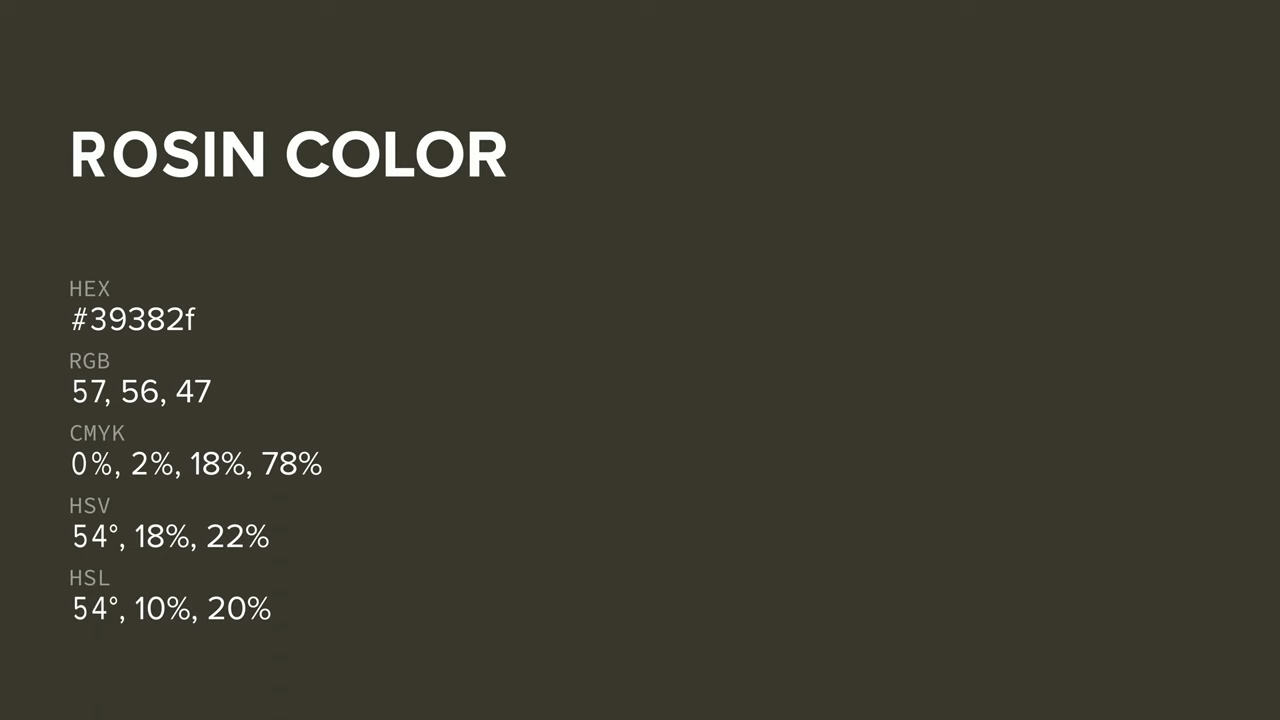 ROSIN COLOR
HEX
#39382f
RGB
57, 56, 47
CMYK
0%, 2%, 18%, 78%
HSV
54°, 18%, 22%
HSL
54°, 10%, 20%